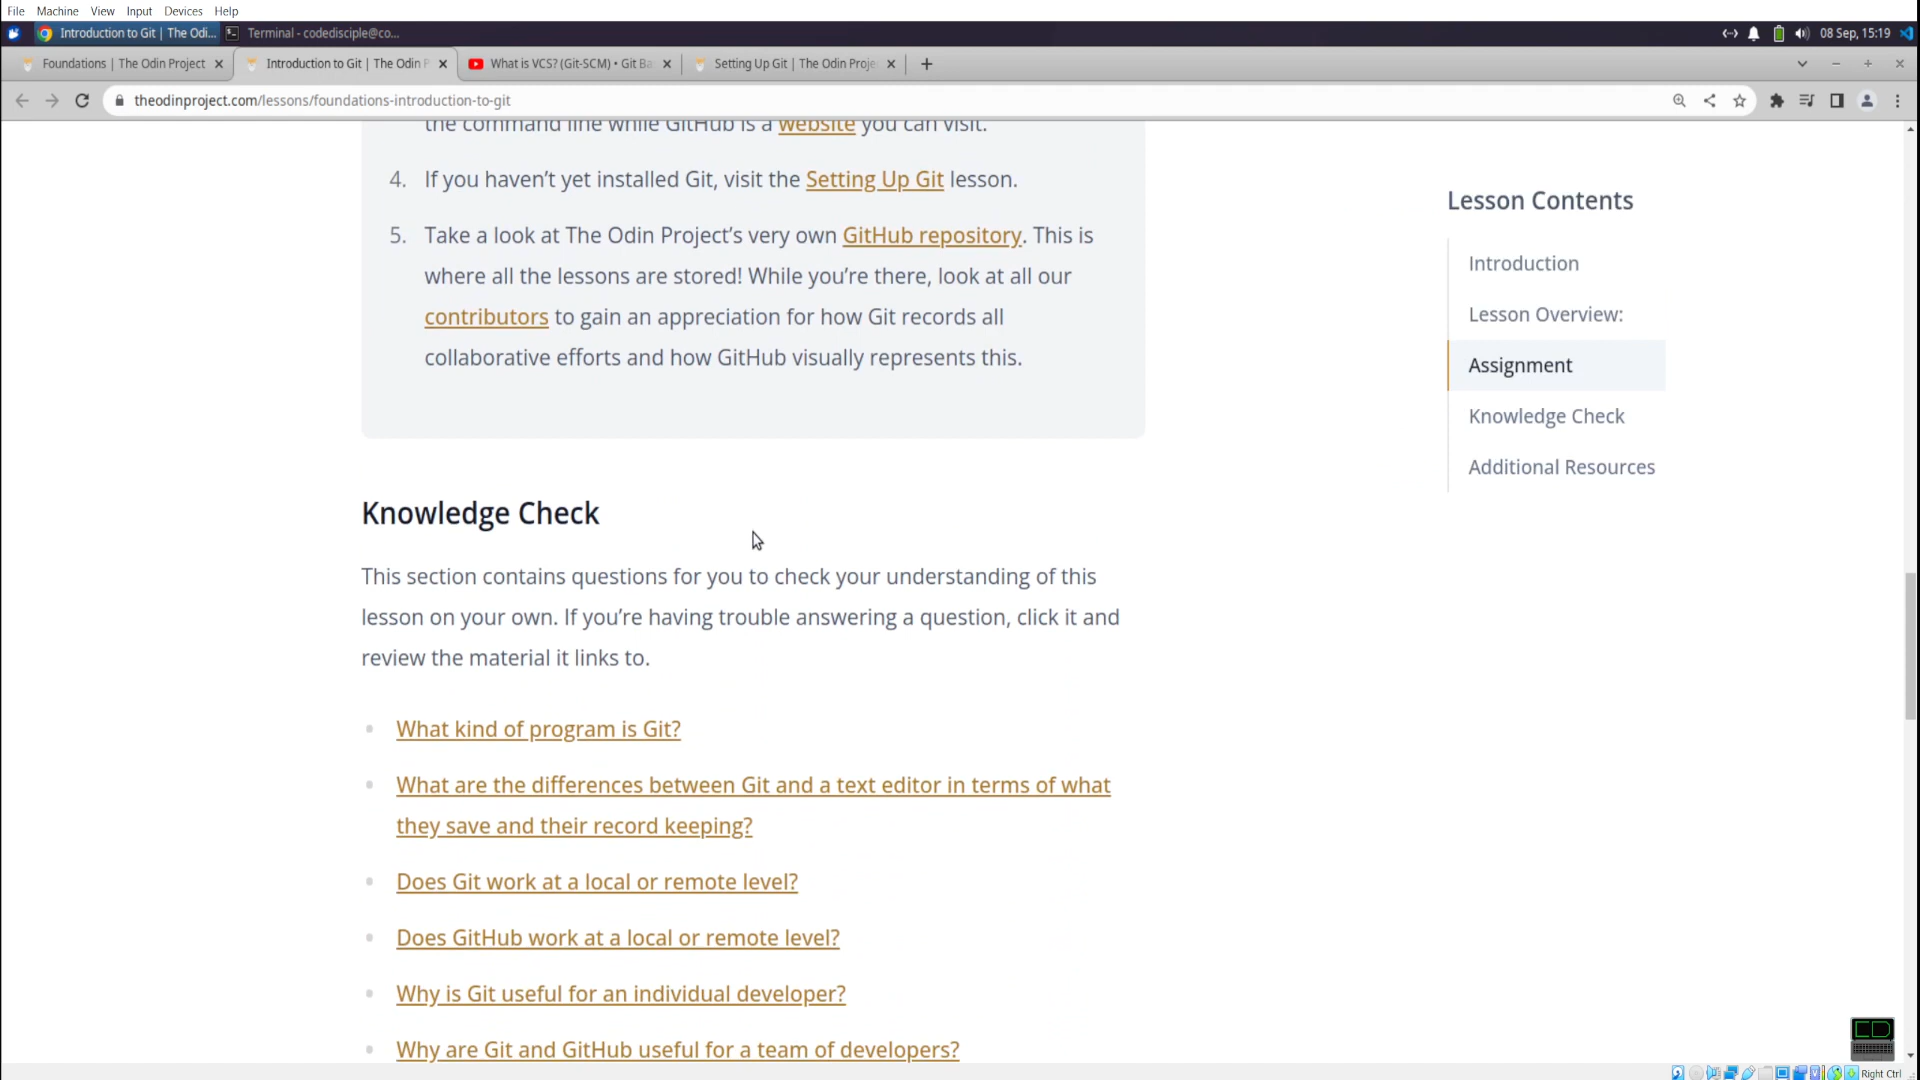 File Machine View Input Devices Help
Introduction to Git | The Odi... Terminal - codedisciple@co... 08 Sep, 15:19
Foundations | The Odin Project Introduction to Git | The Odin P What is VCS? (Git-SCM) • Git Ba Setting Up Git | The Odin Proje
theodinproject.com/lessons/foundations-introduction-to-git
the command line while GitHub is a website you can visit.
4. If you haven’t yet installed Git, visit the Setting Up Git lesson.
5. Take a look at The Odin Project’s very own GitHub repository. This is
where all the lessons are stored! While you’re there, look at all our
contributors to gain an appreciation for how Git records all
collaborative efforts and how GitHub visually represents this.
Lesson Contents
Introduction
Lesson Overview:
Assignment
Knowledge Check
Additional Resources
Knowledge Check
This section contains questions for you to check your understanding of this
lesson on your own. If you’re having trouble answering a question, click it and
review the material it links to.
What kind of program is Git?
What are the differences between Git and a text editor in terms of what
they save and their record keeping?
Does Git work at a local or remote level?
Does GitHub work at a local or remote level?
Why is Git useful for an individual developer?
Why are Git and GitHub useful for a team of developers?
CD
Right Ctrl